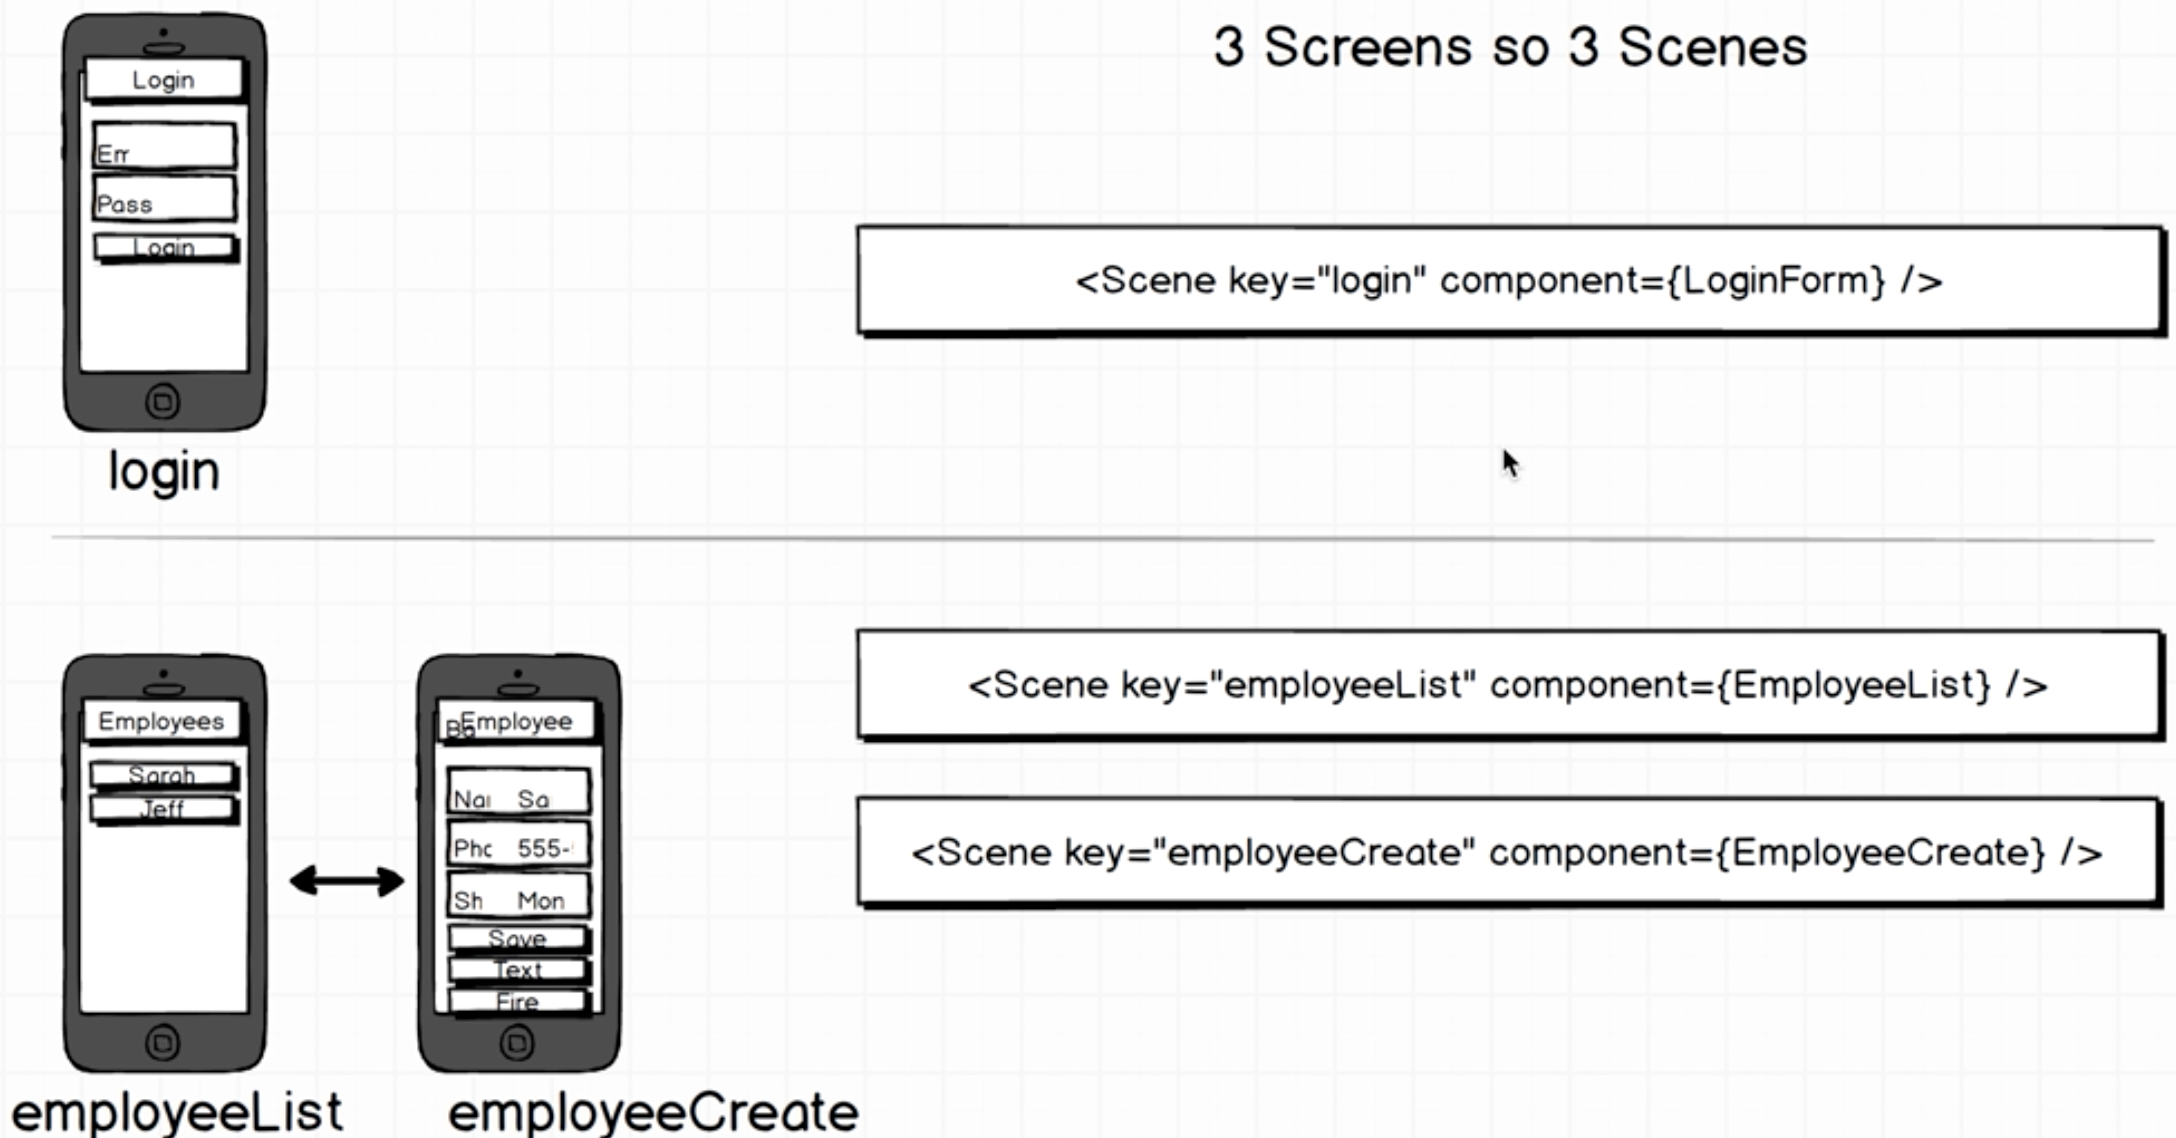 3 Screens so 3 Scenes
Login
Err
Pass
Login
login
<Scene key="login" component={LoginForm} />
Employees
Sarah
Jeff
employeeList
Employee
Nai Sa
Phc 555-
Sh Mon
Save
Text
Fire
employeeCreate
<Scene key="employeeList" component={EmployeeList} />
<Scene key="employeeCreate" component={EmployeeCreate} />